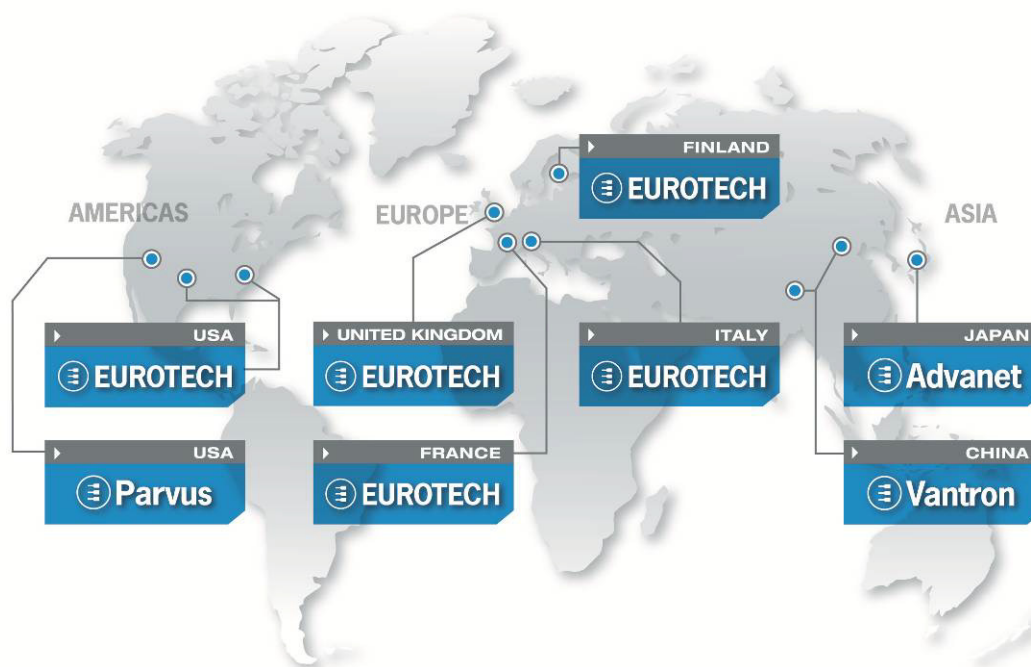 FINLAND
EUROTECH
AMERICAS
EUROPE
ASIA
USA
EUROTECH
UNITED KINGDOM
EUROTECH
ITALY
EUROTECH
JAPAN
Advanet
USA
Parvus
FRANCE
EUROTECH
CHINA
Vantron